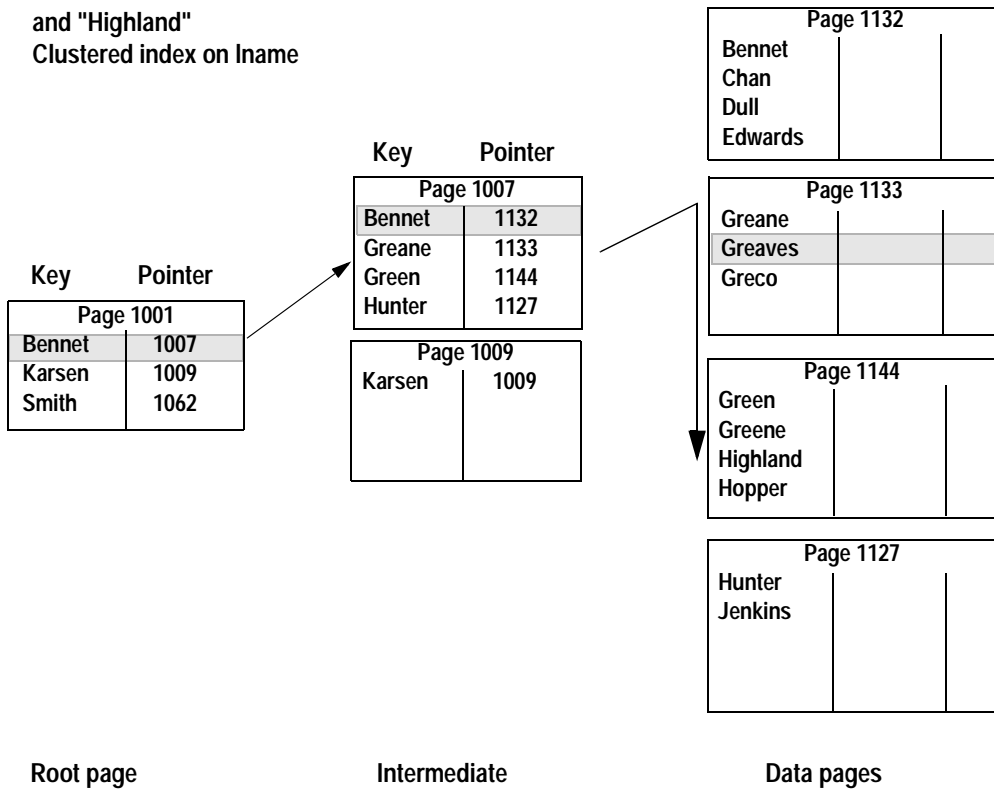 and "Highland"
Clustered index on lname
Key Pointer
Page 1001
Bennet 1007
Karsen 1009
Smith 1062
Root page
Key Pointer
Page 1007
Bennet 1132
Greane 1133
Green 1144
Hunter 1127
Page 1009
Karsen 1009
Intermediate
Page 1132
Bennet
Chan
Dull
Edwards
Page 1133
Greane
Greaves
Greco
Page 1144
Green
Greene
Highland
Hopper
Page 1127
Hunter
Jenkins
Data pages